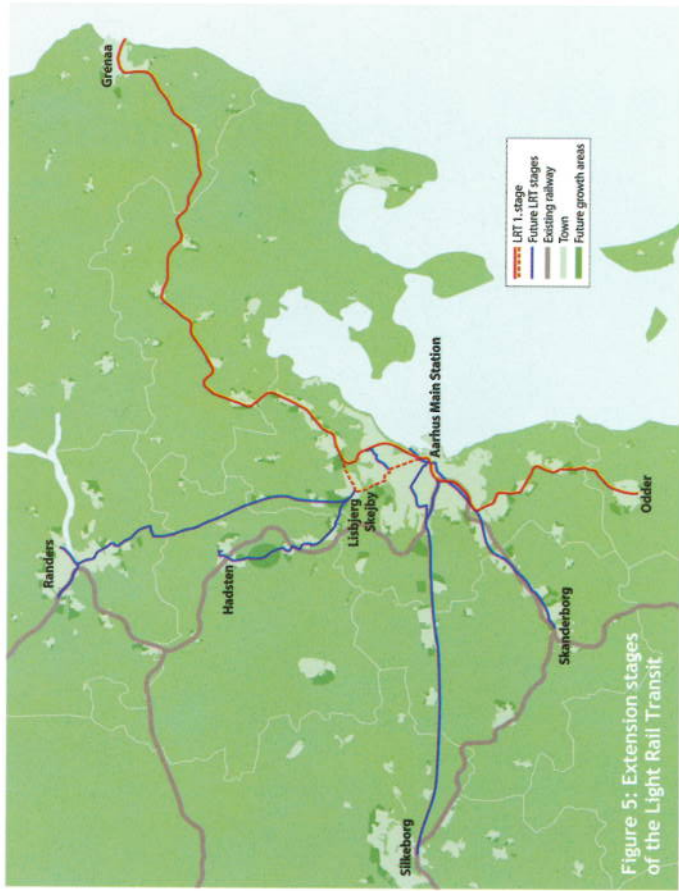 Grenaa
Randers
Hadsten
Lisbjerg
Skejby
Aarhus Main Station
Silkeborg
Skanderborg
Odder
LRT 1. stage
Future LRT stages
Existing railway
Town
Future growth areas
Figure 5: Extension stages
of the Light Rail Transit